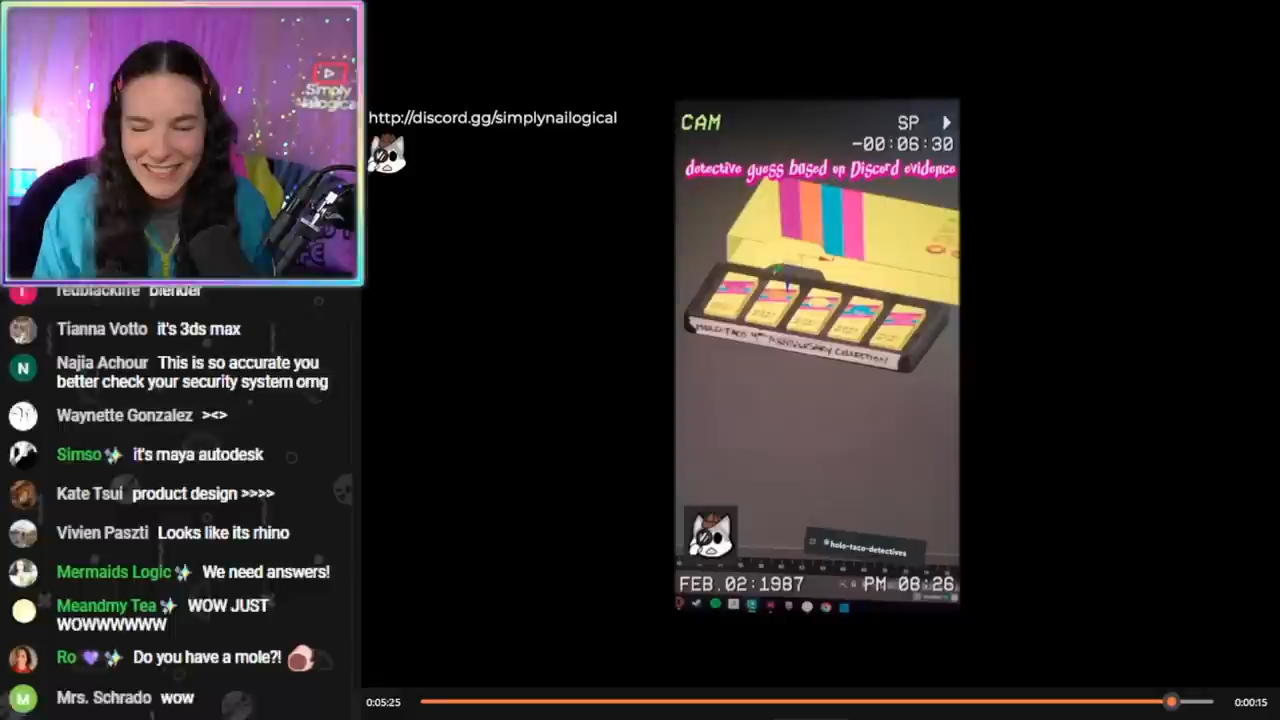 Simply
http://discord.gg/simplynailogical
CAM
SP
-00:06:30
detective guess based on Discord evidence
HOLO TACO 4TH ANNIVERSARY COLLECTION
@holo-taco-detectives
FEB.02:1987
PM 08:26
redblacklife blender
Tianna Votto it's 3ds max
N
Najia Achour This is so accurate you
better check your security system omg
Waynette Gonzalez ><>
Simso✨ it's maya autodesk
Kate Tsui product design >>>>
Vivien Paszti Looks like its rhino
Mermaids Logic✨ We need answers!
Meandmy Tea✨ WOW JUST
WOWWWWWW
Ro 💜✨ Do you have a mole?!
M
Mrs. Schrado wow
0:05:25
0:00:15